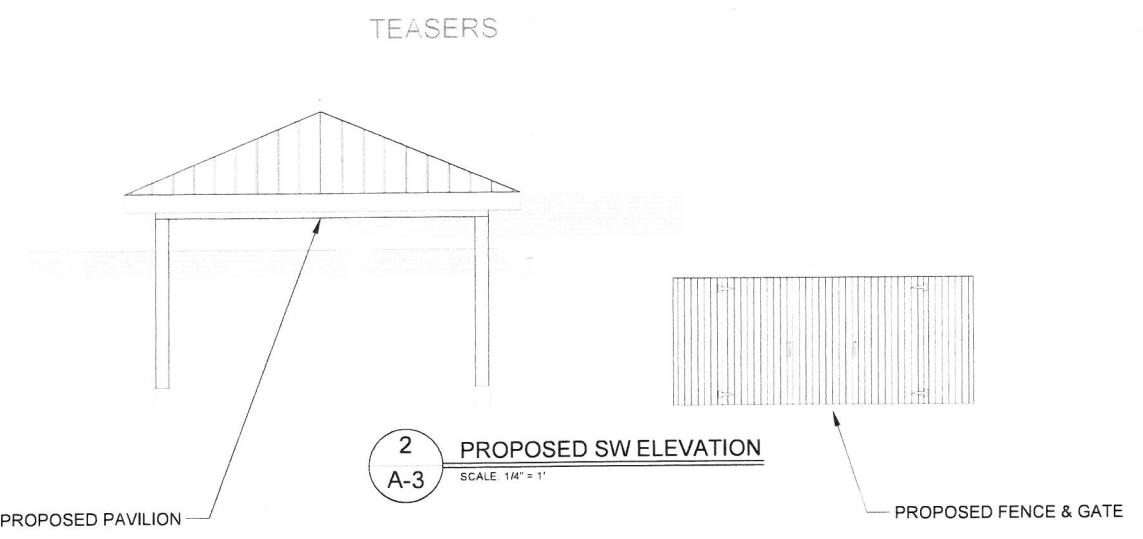 TEASERS
2
A-3
PROPOSED SW ELEVATION
SCALE: 1/4" = 1'
PROPOSED PAVILION
PROPOSED FENCE & GATE